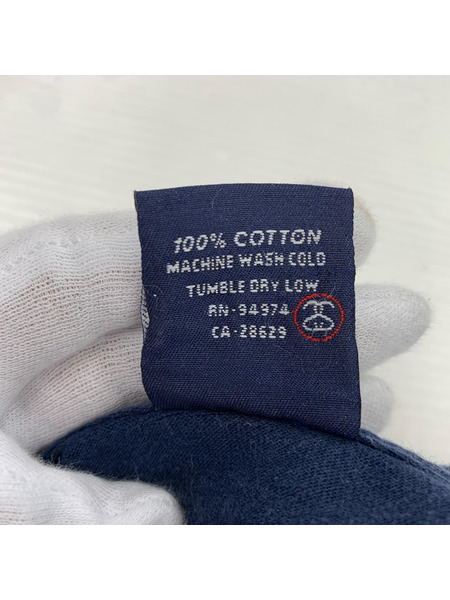 100% COTTON
MACHINE WASH COLD
TUMBLE DRY LOW
RN-94974
CA-28629